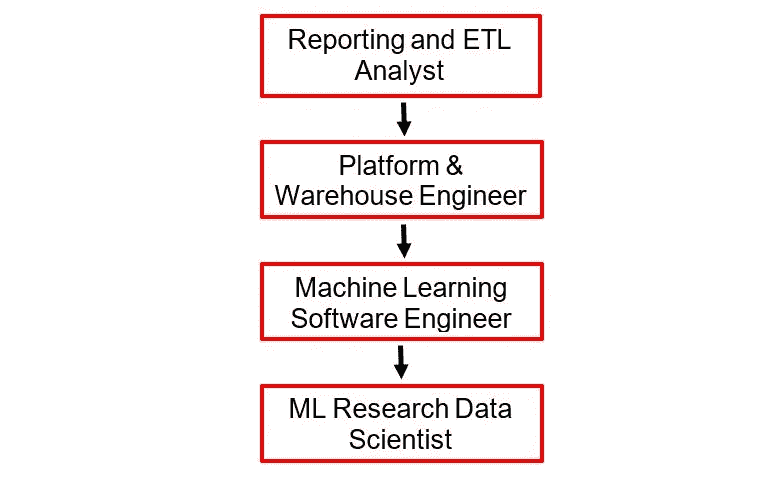 Reporting and ETL
Analyst
Platform &
Warehouse Engineer
Machine Learning
Software Engineer
ML Research Data
Scientist